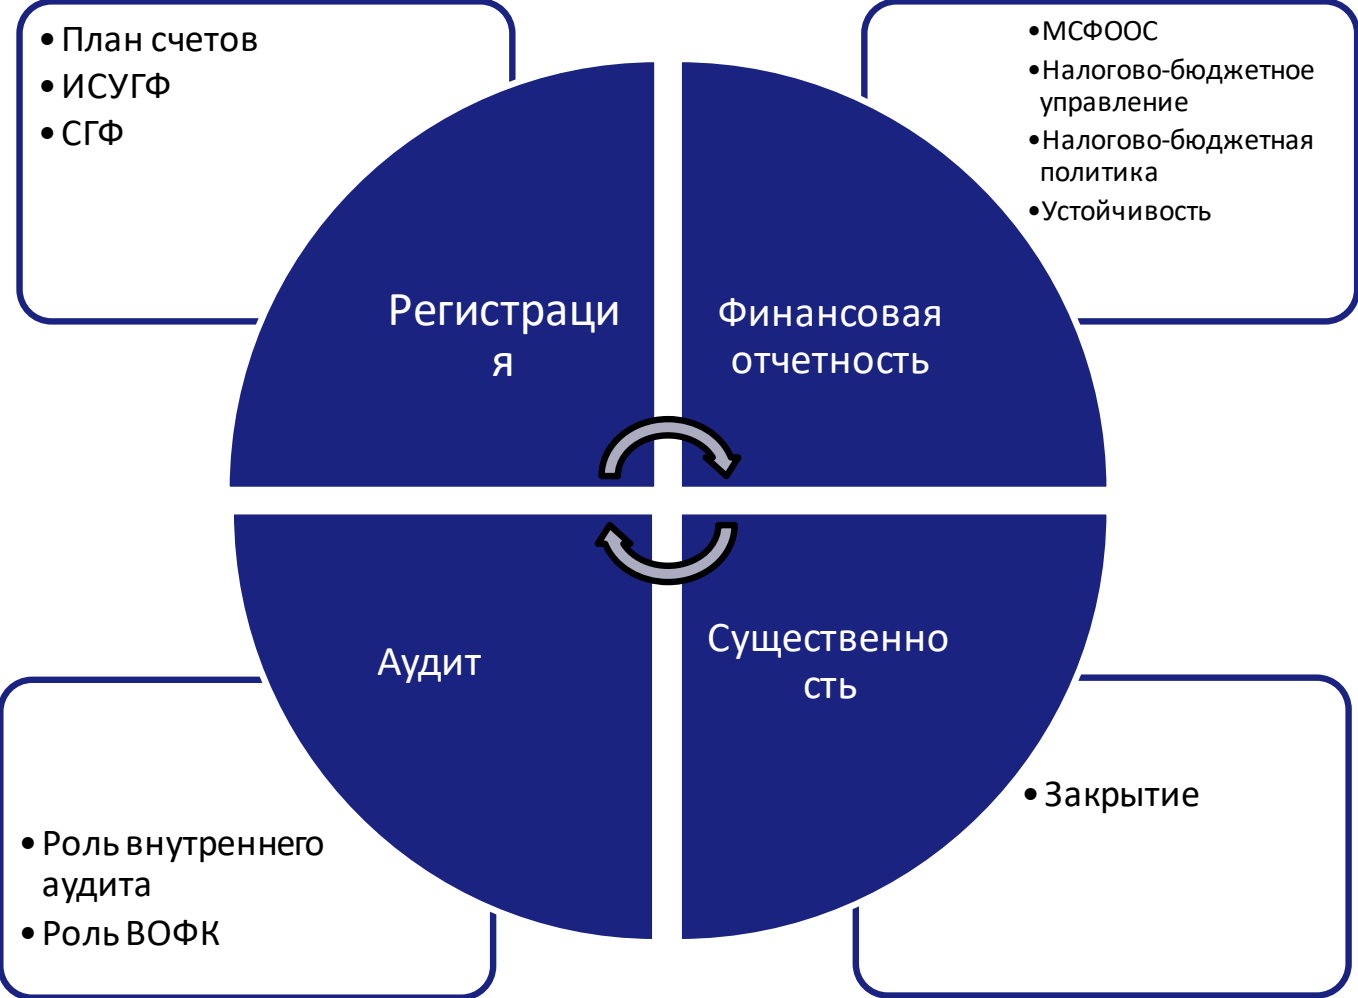 •План счетов
•ИСУГФ
•СГФ
•МСФООС
•Налогово-бюджетное
управление
•Налогово-бюджетная
политика
•Устойчивость
Регистраци
я
Финансовая
отчетность
Аудит
Существенно
сть
•Роль внутреннего
аудита
•Роль ВОФК
•Закрытие